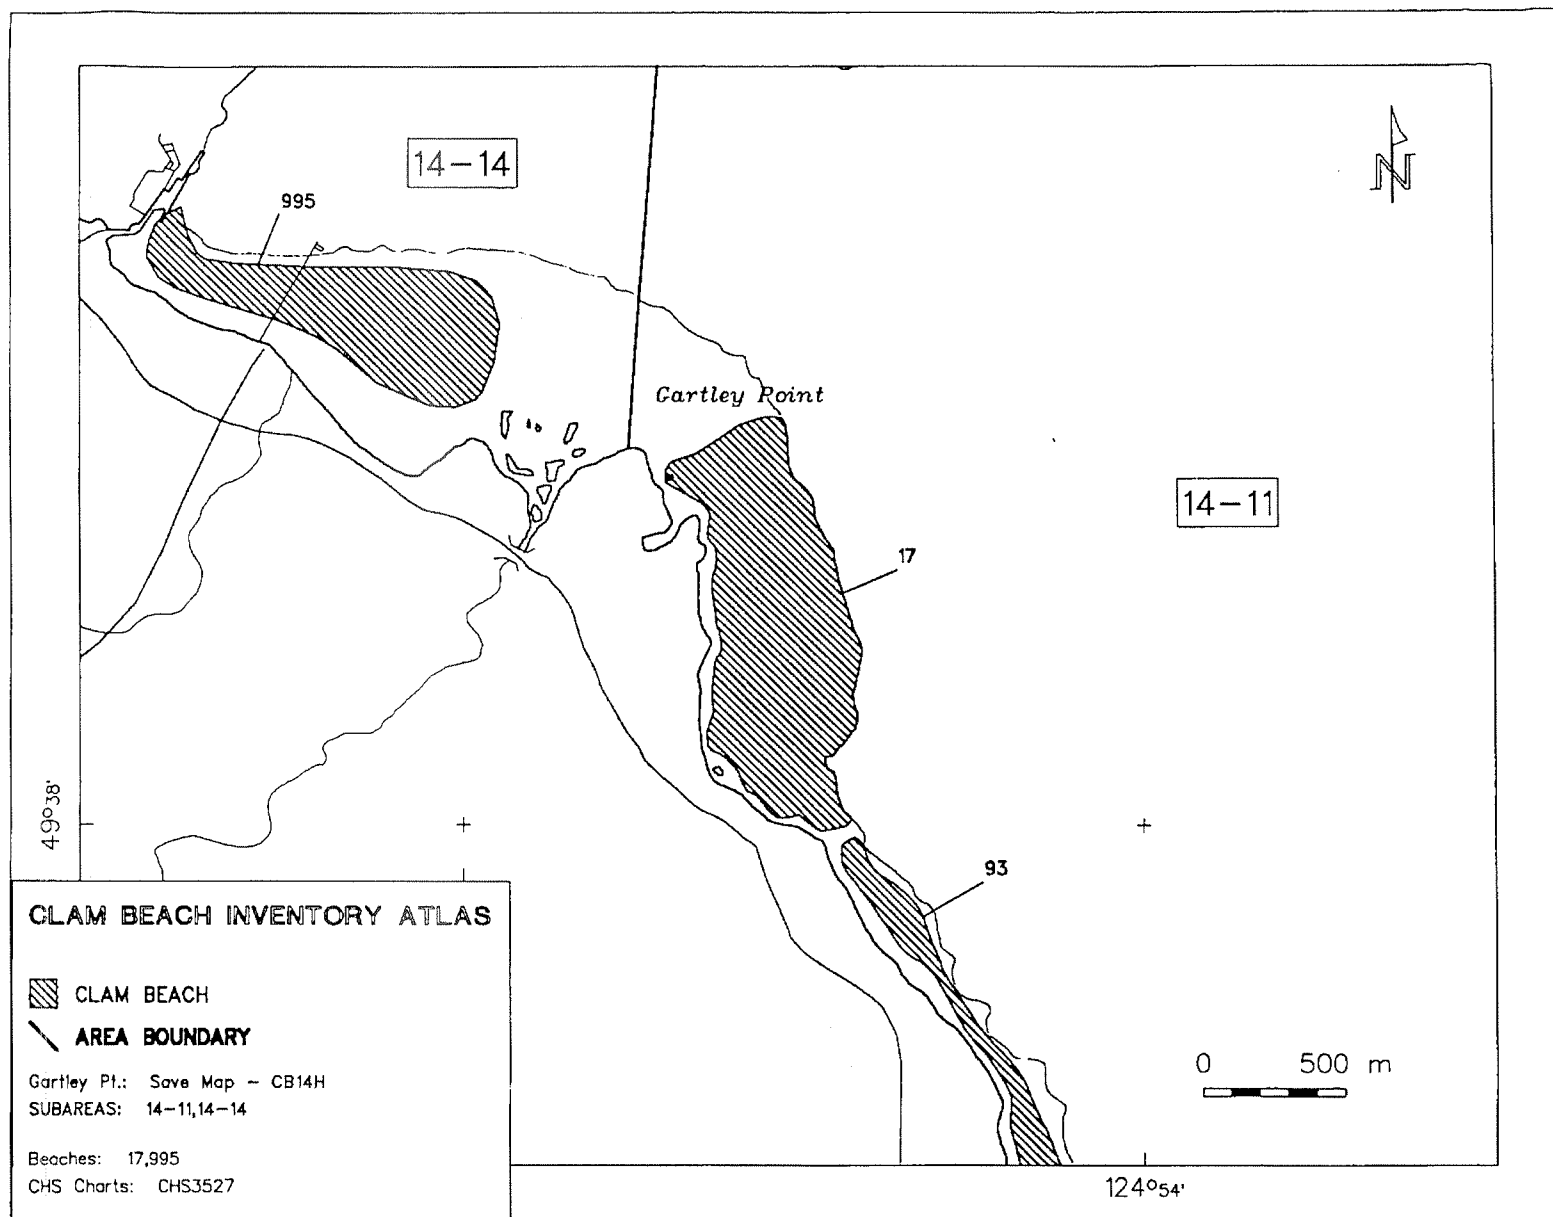 14-14
N
995
Gartley Point
14-11
17
49°38'
93
CLAM BEACH INVENTORY ATLAS
CLAM BEACH
AREA BOUNDARY
Gartley Pt.: Save Map - CB14H
SUBAREAS: 14-11,14-14
Beaches: 17,995
CHS Charts: CHS3527
0 500 m
124°54'